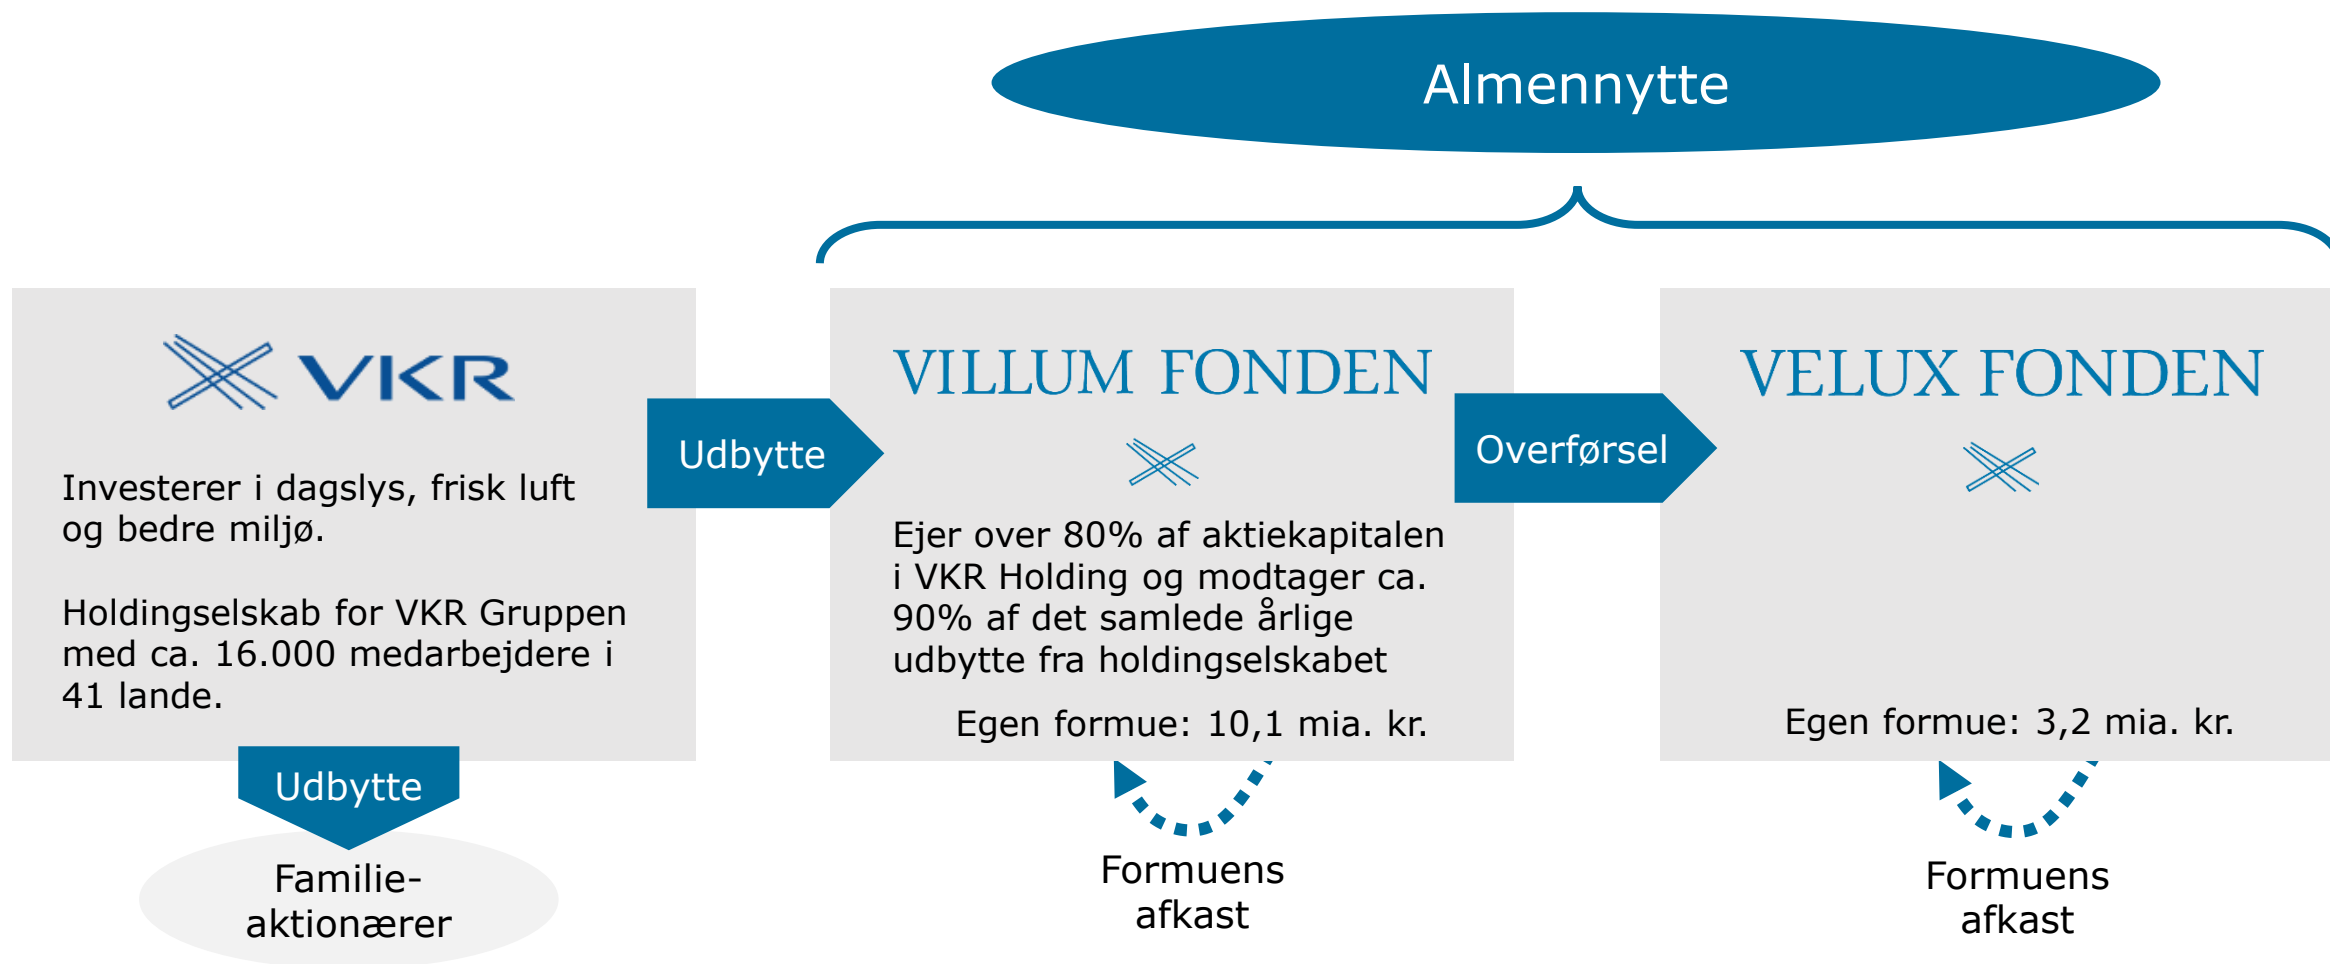 Almennytte
VKR
Investerer i dagslys, frisk luft
og bedre miljø.
Holdingselskab for VKR Gruppen
med ca. 16.000 medarbejdere i
41 lande.
Udbytte
Familie-
aktionærer
Udbytte
VILLUM FONDEN
Ejer over 80% af aktiekapitalen
i VKR Holding og modtager ca.
90% af det samlede årlige
udbytte fra holdingselskabet
Egen formue: 10,1 mia. kr.
Formuens
afkast
Overførsel
VELUX FONDEN
Egen formue: 3,2 mia. kr.
Formuens
afkast